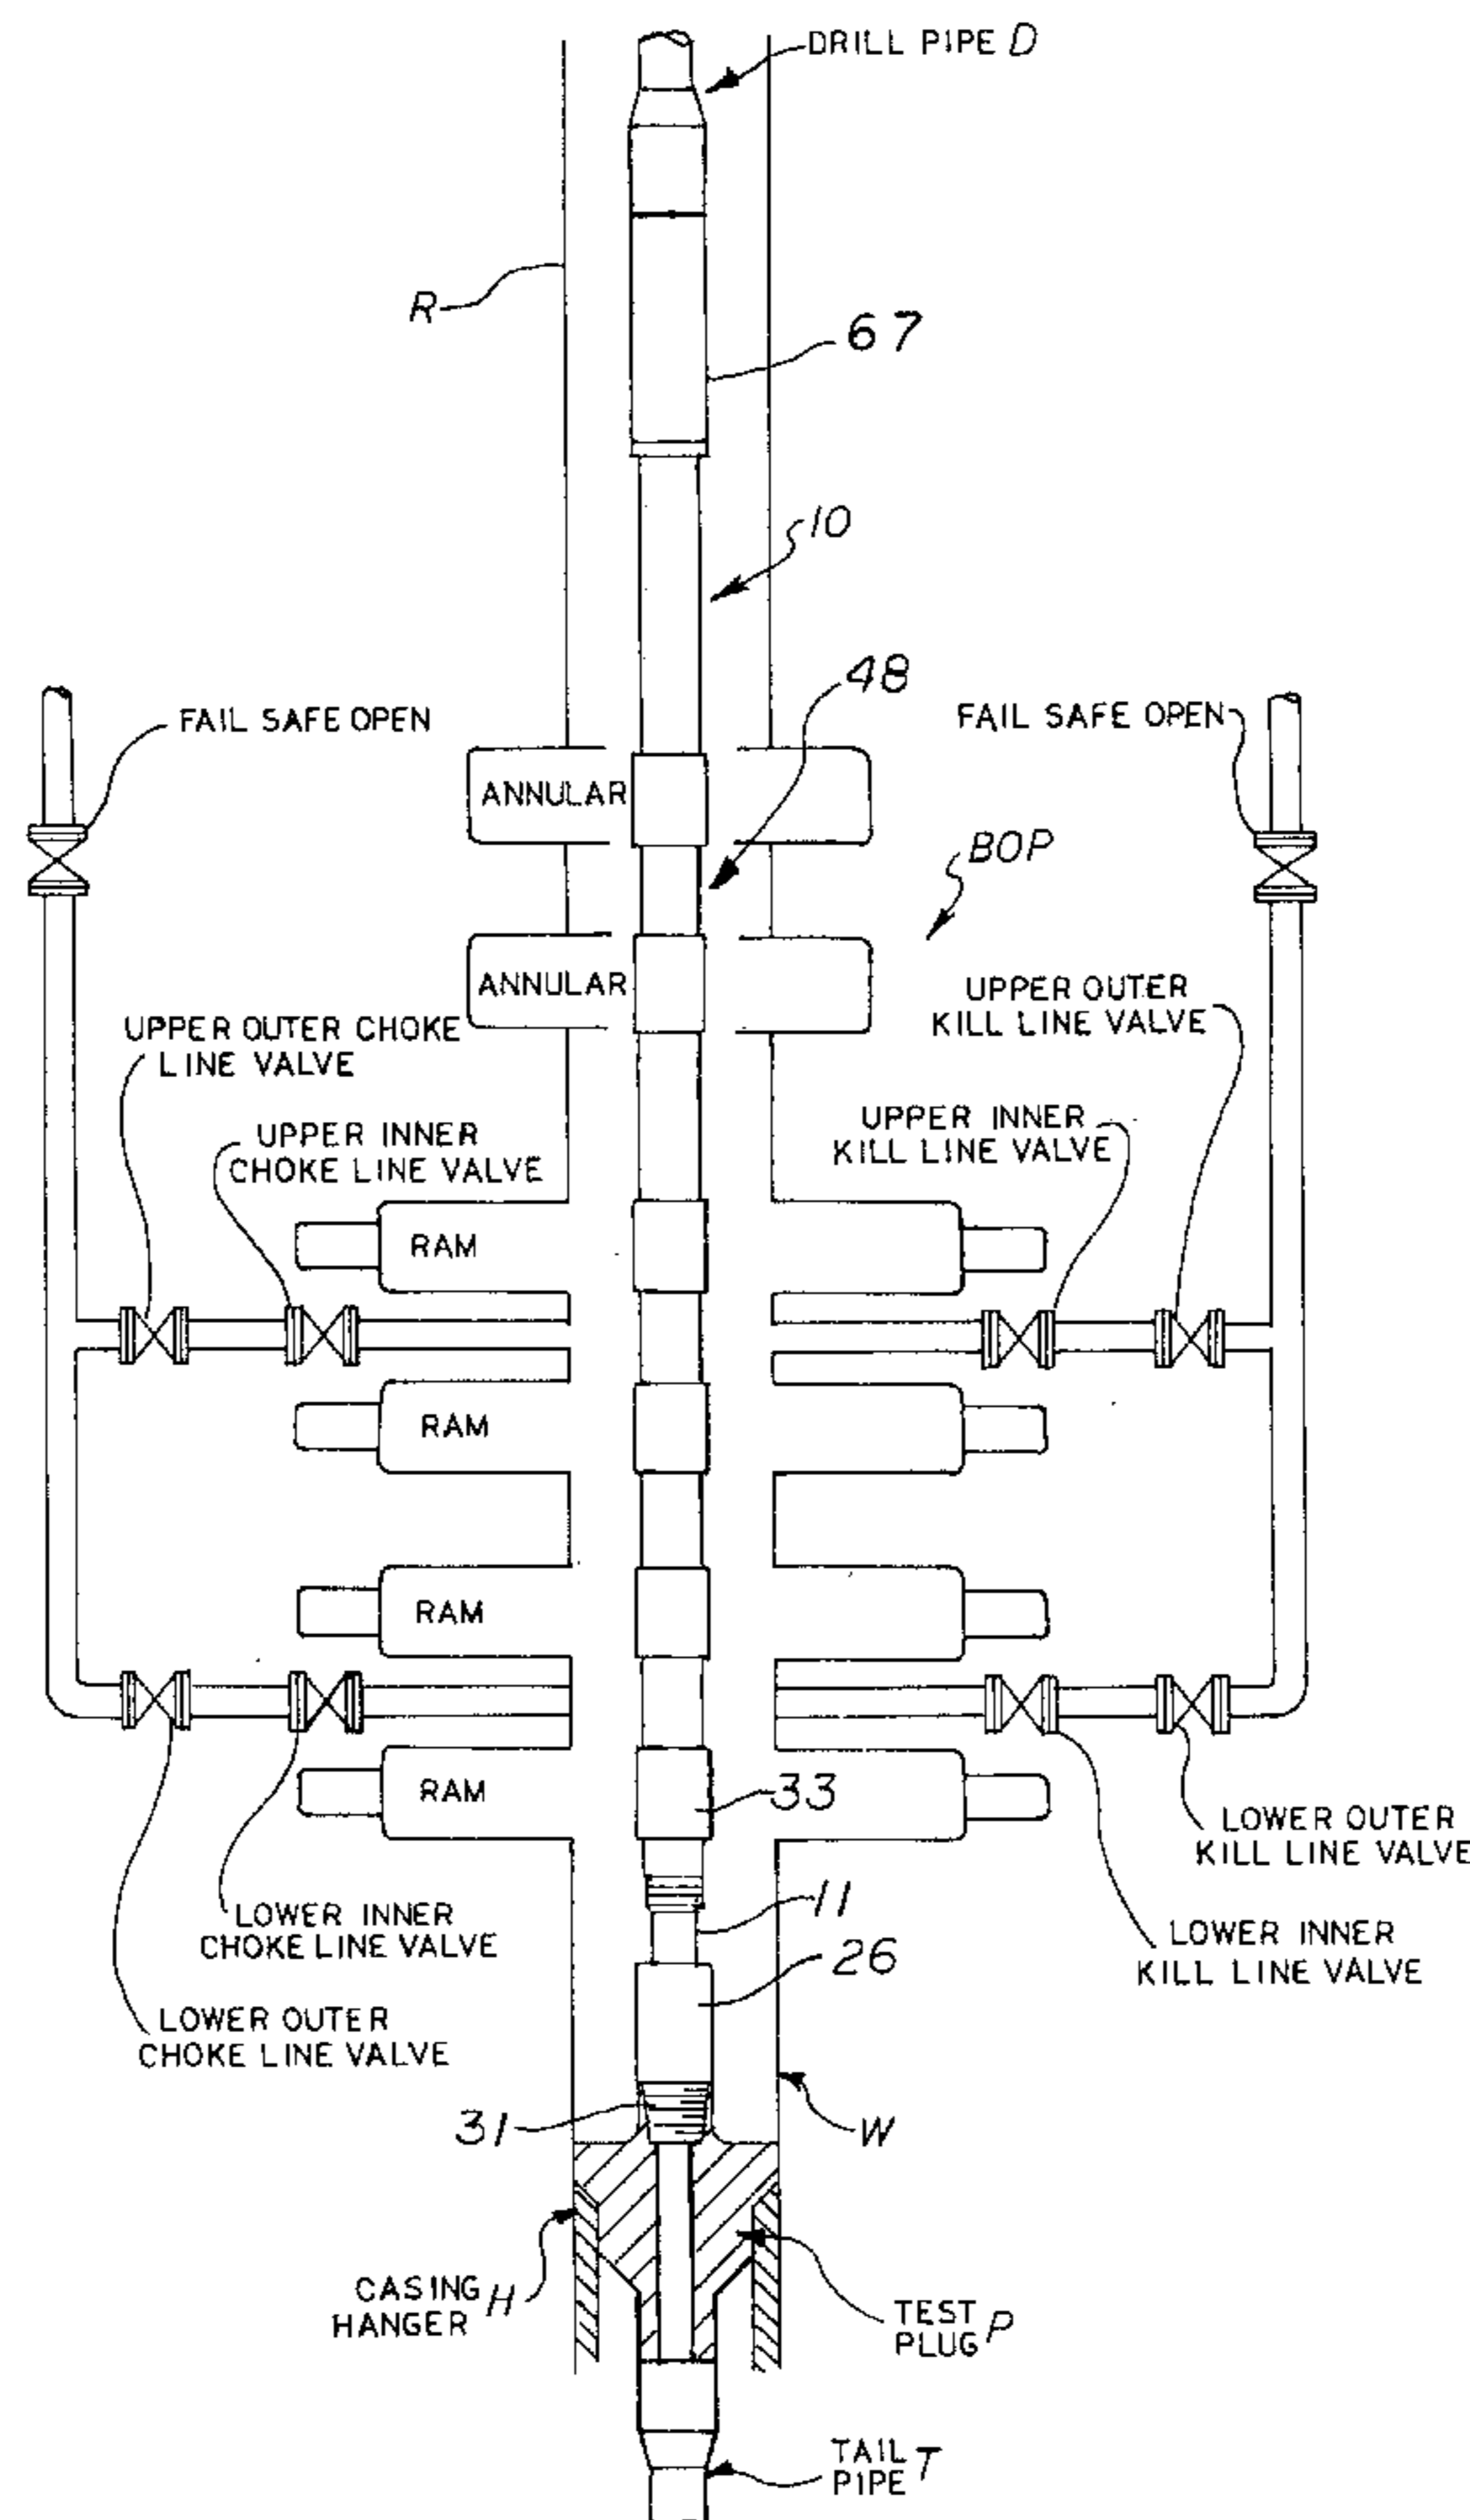 DRILL PIPE D
R
67
10
48
FAIL SAFE OPEN
FAIL SAFE OPEN
ANNULAR
BOP
ANNULAR
UPPER OUTER
KILL LINE VALVE
UPPER OUTER CHOKE
LINE VALVE
UPPER INNER
KILL LINE VALVE
UPPER INNER
CHOKE LINE VALVE
RAM
RAM
RAM
RAM
33
LOWER OUTER
KILL LINE VALVE
11
LOWER INNER
CHOKE LINE VALVE
26
LOWER INNER
KILL LINE VALVE
LOWER OUTER
CHOKE LINE VALVE
31
W
CASING H
HANGER
TEST P
PLUG
TAIL T
PIPE